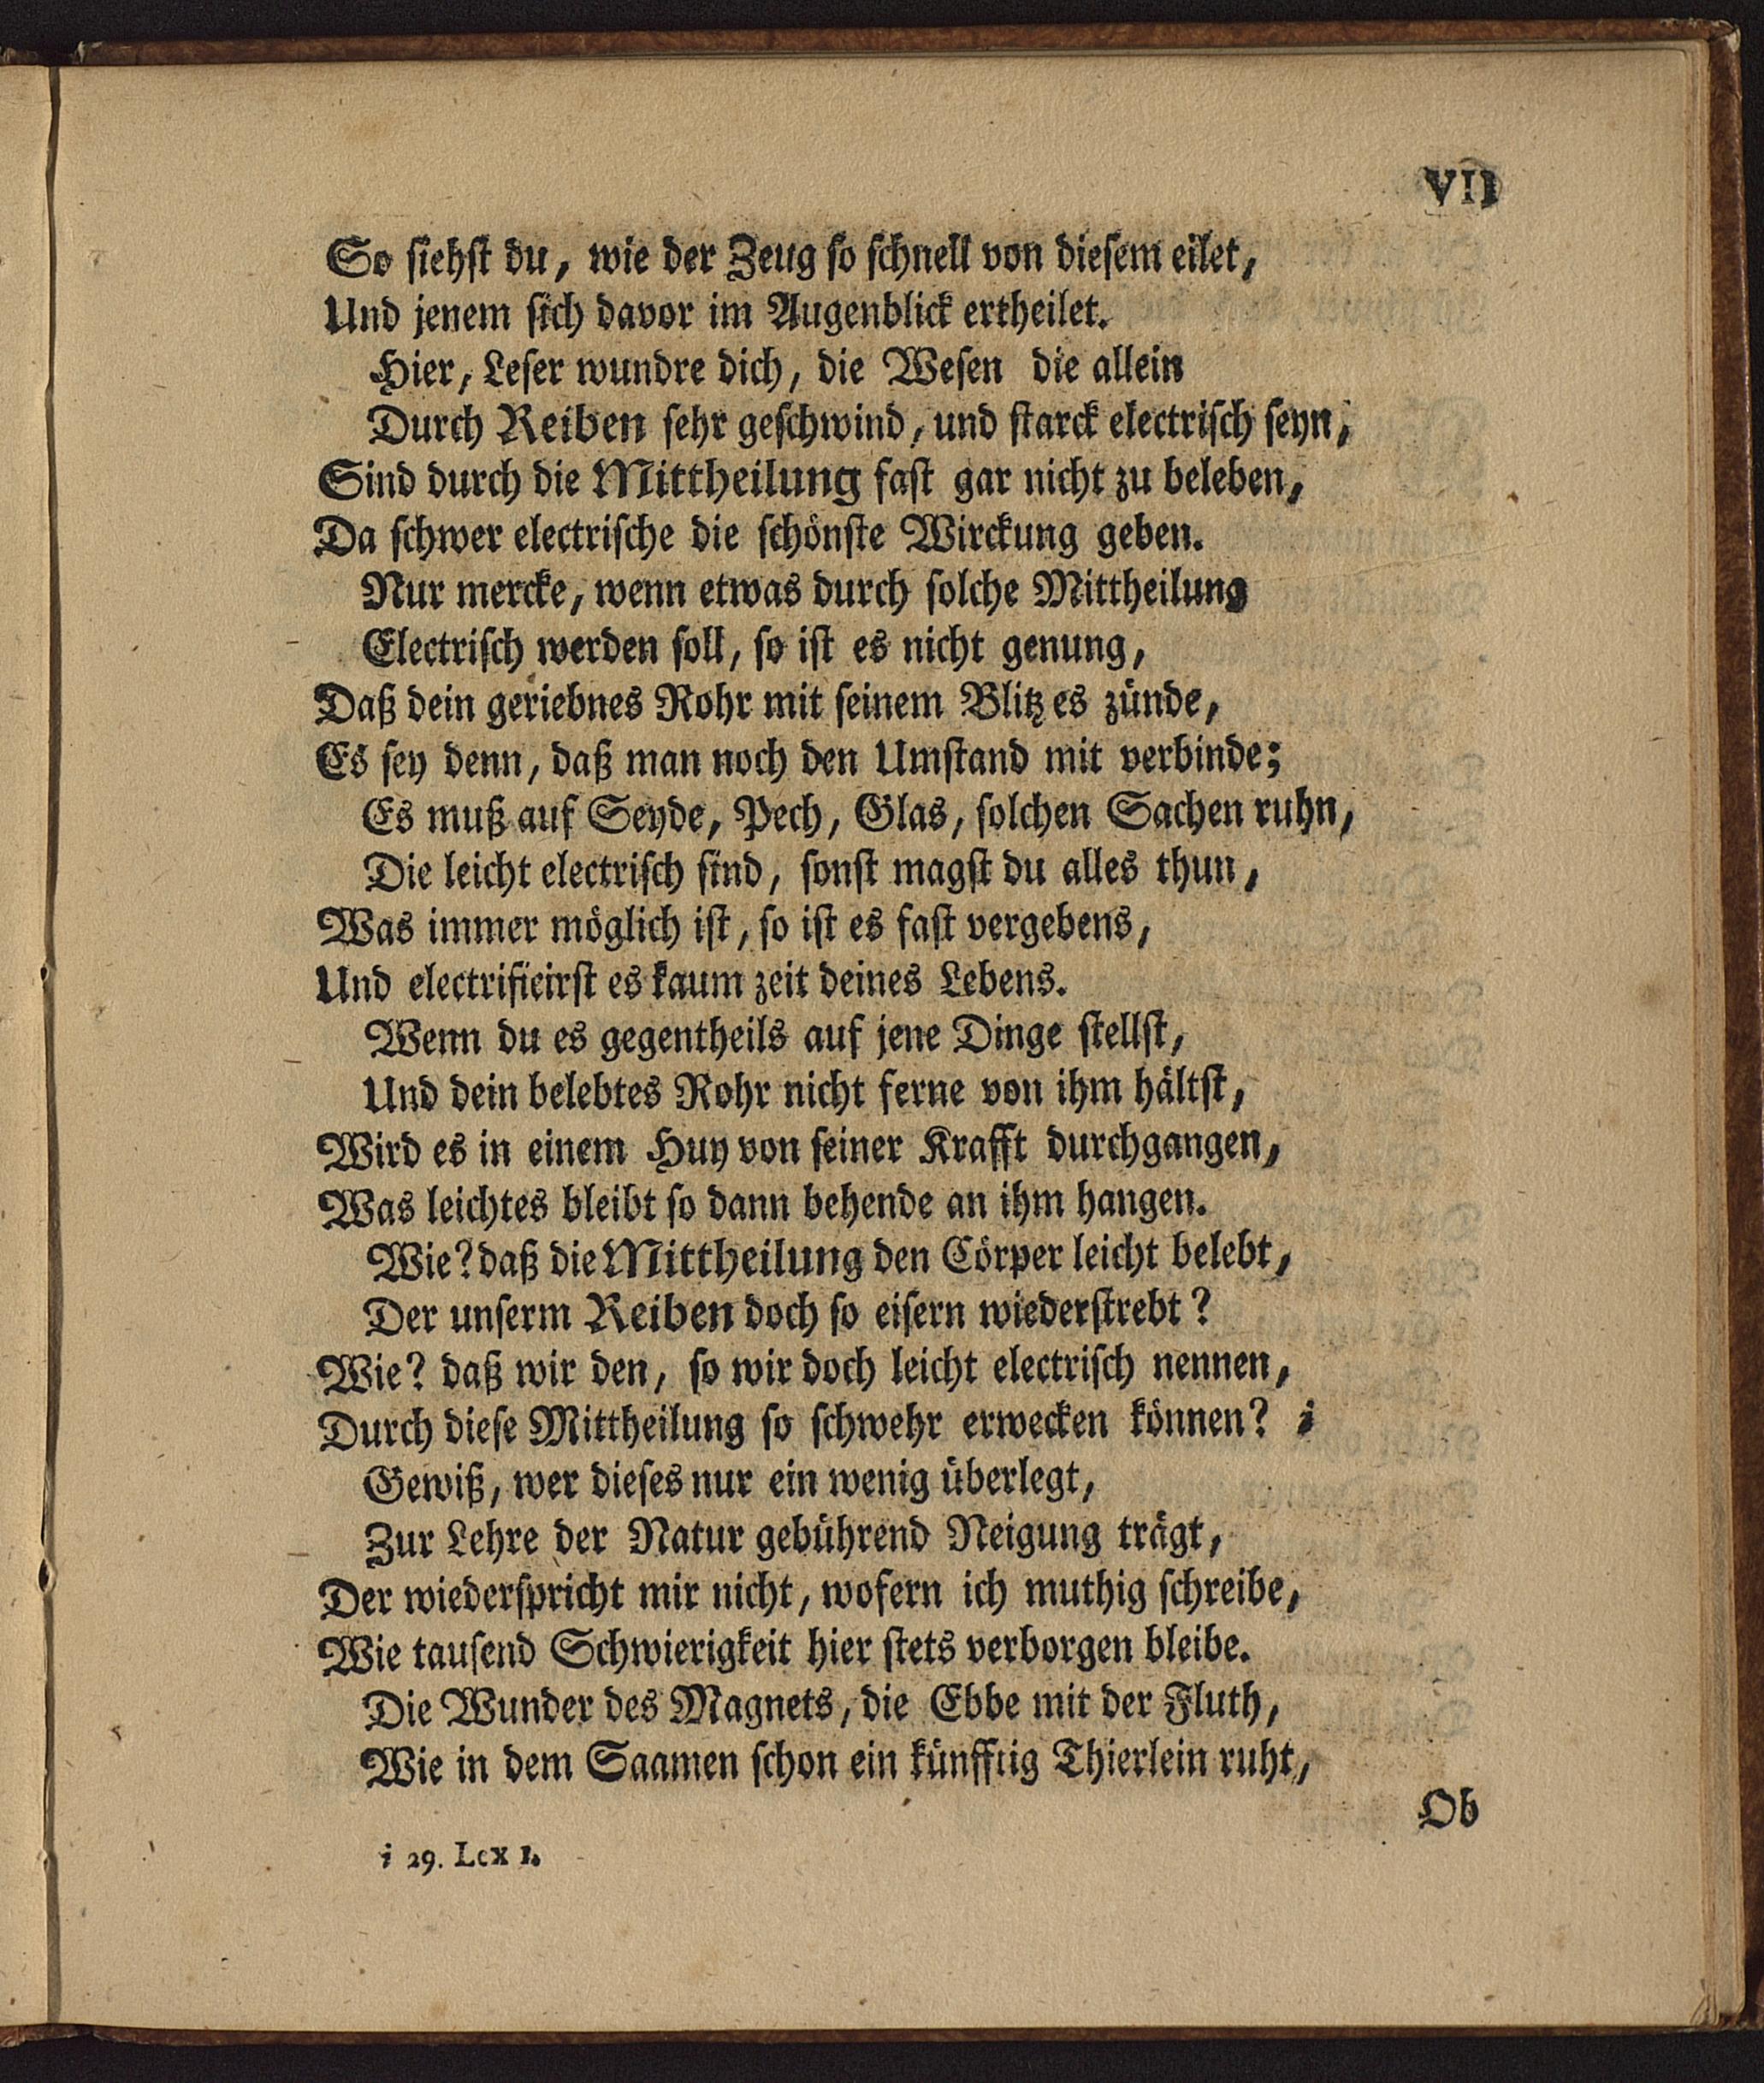 VII
So siehst du, wie der Zeug so schnell von diesem eilet,
Und jenem sich davor im Augenblick ertheilet.
Hier, Leser wundre dich, die Wesen die allein
Durch Reiben sehr geschwind, und starck electrisch seyn,
Sind durch die Mittheilung fast gar nicht zu beleben,
Da schwer electrische die schönste Wirckung geben.
Nur mercke, wenn etwas durch solche Mittheilung
Electrisch werden soll, so ist es nicht genung,
Daß dein geriebnes Rohr mit seinem Blitz es zünde,
Es sey denn, daß man noch den Umstand mit verbinde;
Es muß auf Seyde, Pech, Glas, solchen Sachen ruhn,
Die leicht electrisch sind, sonst magst du alles thun,
Was immer möglich ist, so ist es fast vergebens,
Und electrificirst es kaum zeit deines Lebens.
Wenn du es gegentheils auf jene Dinge stellst,
Und dein belebtes Rohr nicht ferne von ihm hältst,
Wird es in einem Huy von seiner Krafft durchgangen,
Was leichtes bleibt so dann behende an ihm hangen.
Wie? daß die Mittheilung den Cörper leicht belebt,
Der unserm Reiben doch so eisern wiederstrebt?
Wie? daß wir den, so wir doch leicht electrisch nennen,
Durch diese Mittheilung so schwehr erwecken können? i
Gewiß, wer dieses nur ein wenig überlegt,
Zur Lehre der Natur gebührend Neigung trägt,
Der wiederspricht mir nicht, wofern ich muthig schreibe,
Wie tausend Schwierigkeit hier stets verborgen bleibe.
Die Wunder des Magnets, die Ebbe mit der Fluth,
Wie in dem Saamen schon ein künfftig Thierlein ruht,
Ob
i 29. Lex 1.